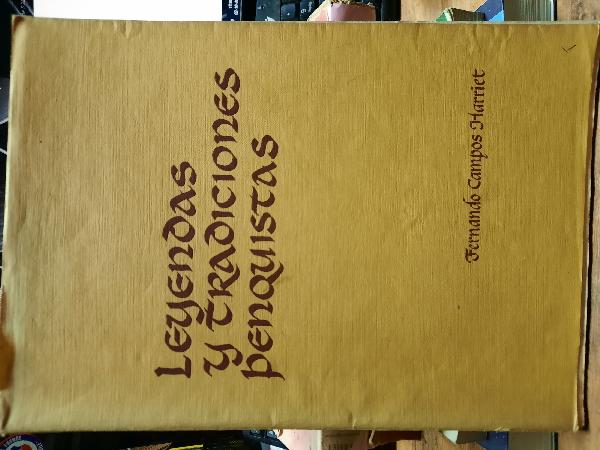 Leyendas
y tradiciones
penquistas
Fernando Campos Harriet